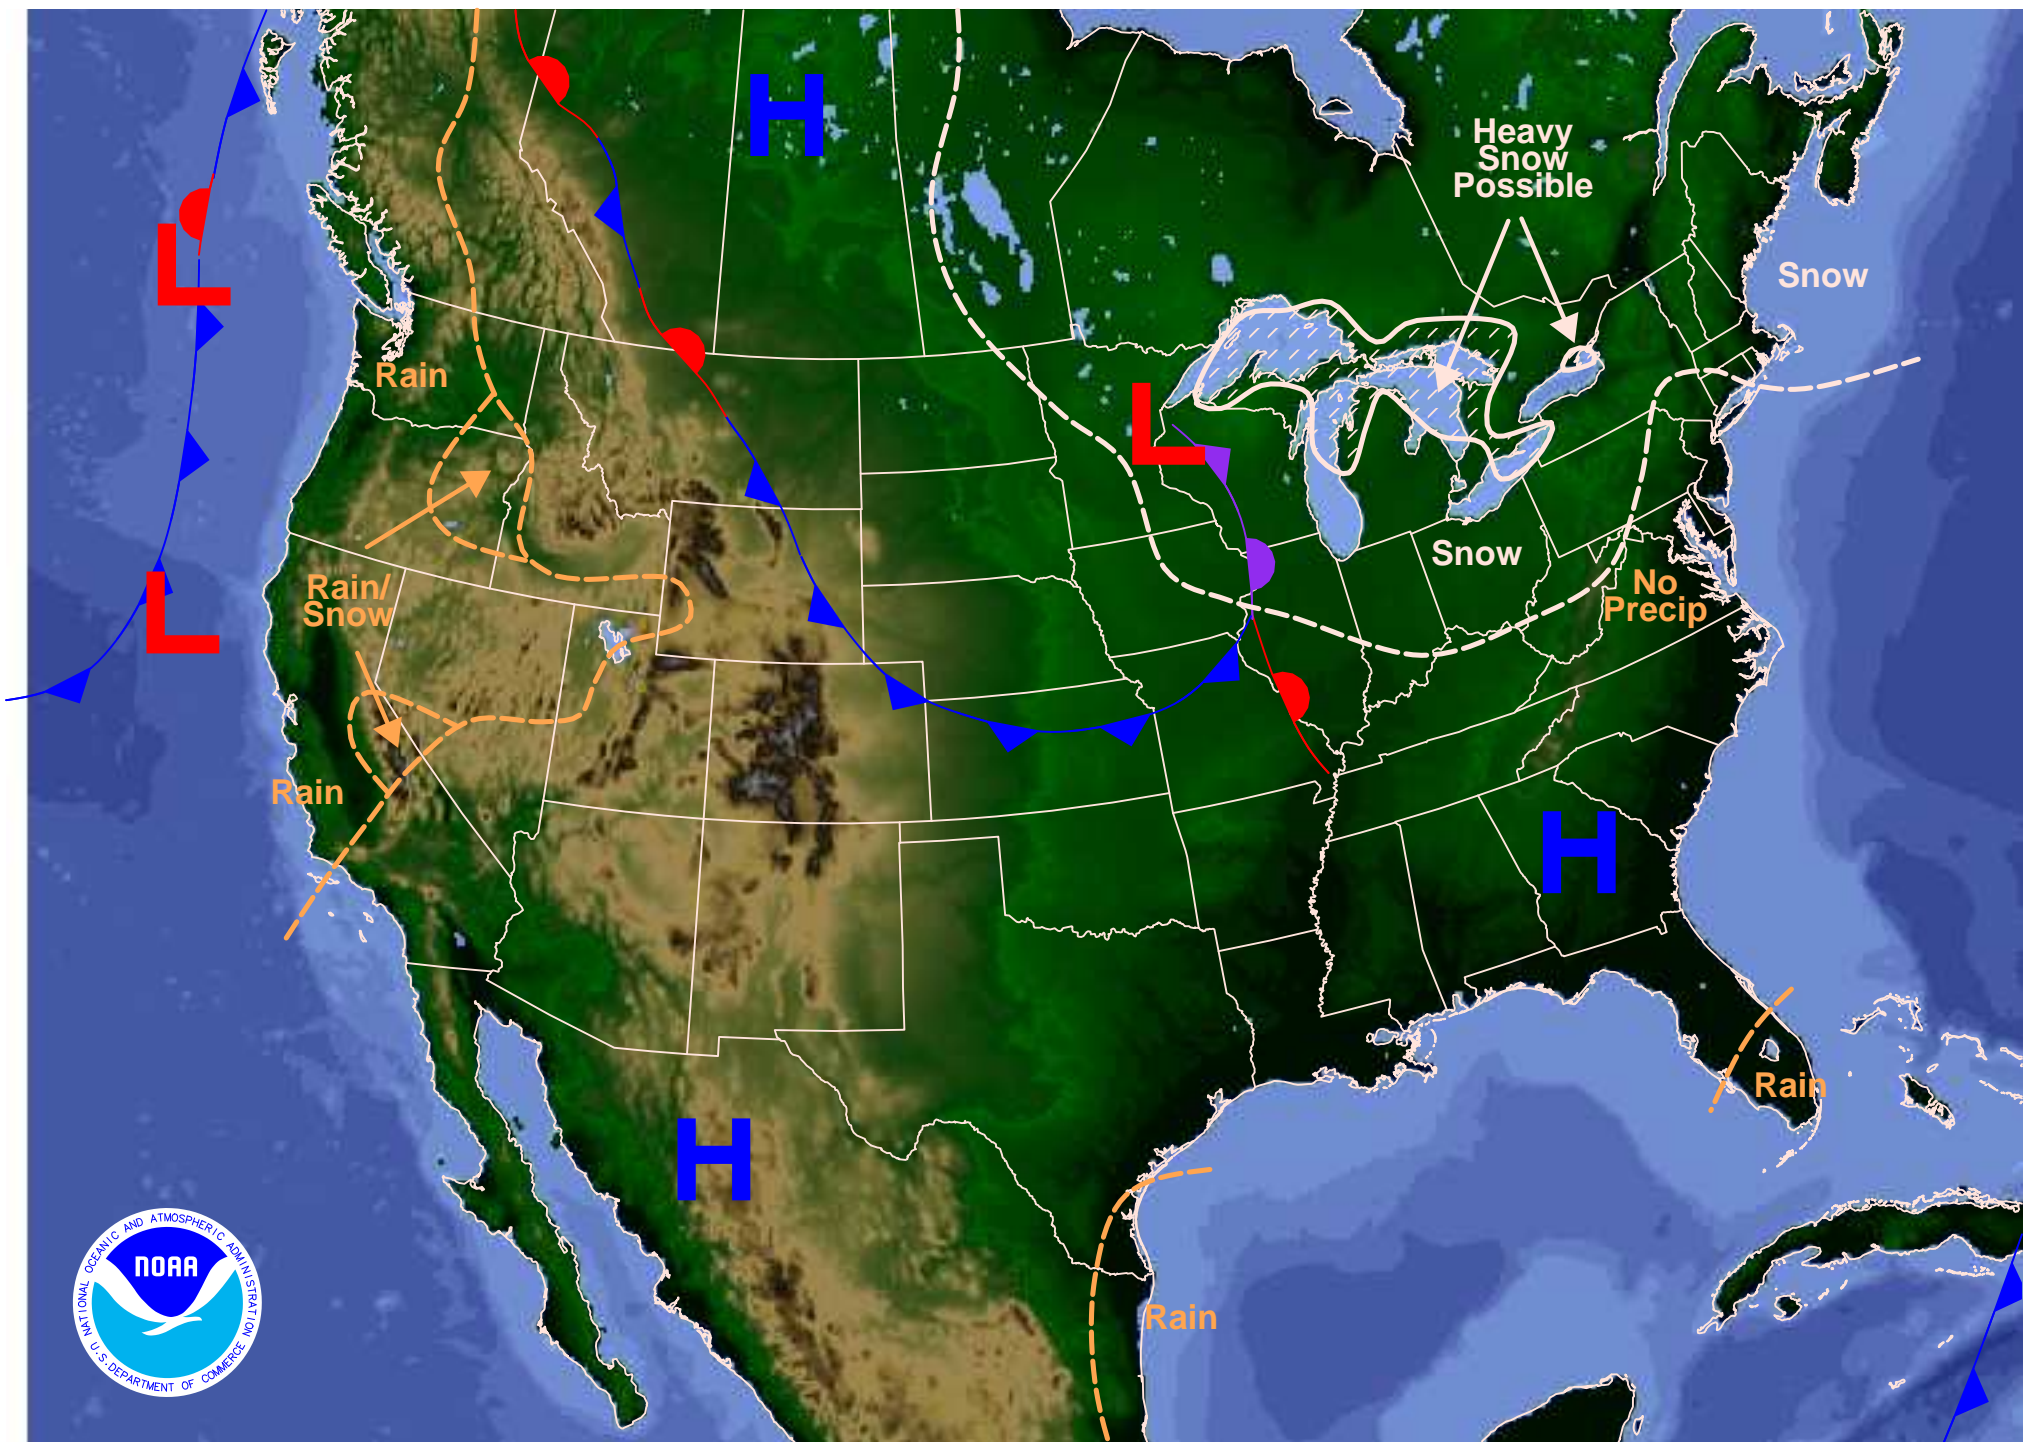 H
Heavy
Snow
Possible
L
Snow
Rain
L
Snow
Rain/
Snow
No
Precip
L
Rain
H
Rain
H
Rain
NATIONAL OCEANIC AND ATMOSPHERIC ADMINISTRATION
NOAA
U.S. DEPARTMENT OF COMMERCE